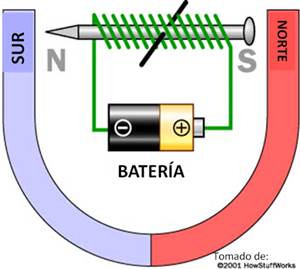 SUR
N
S
NORTE
BATERÍA
Tomado de:
©2001 HowStuffWorks